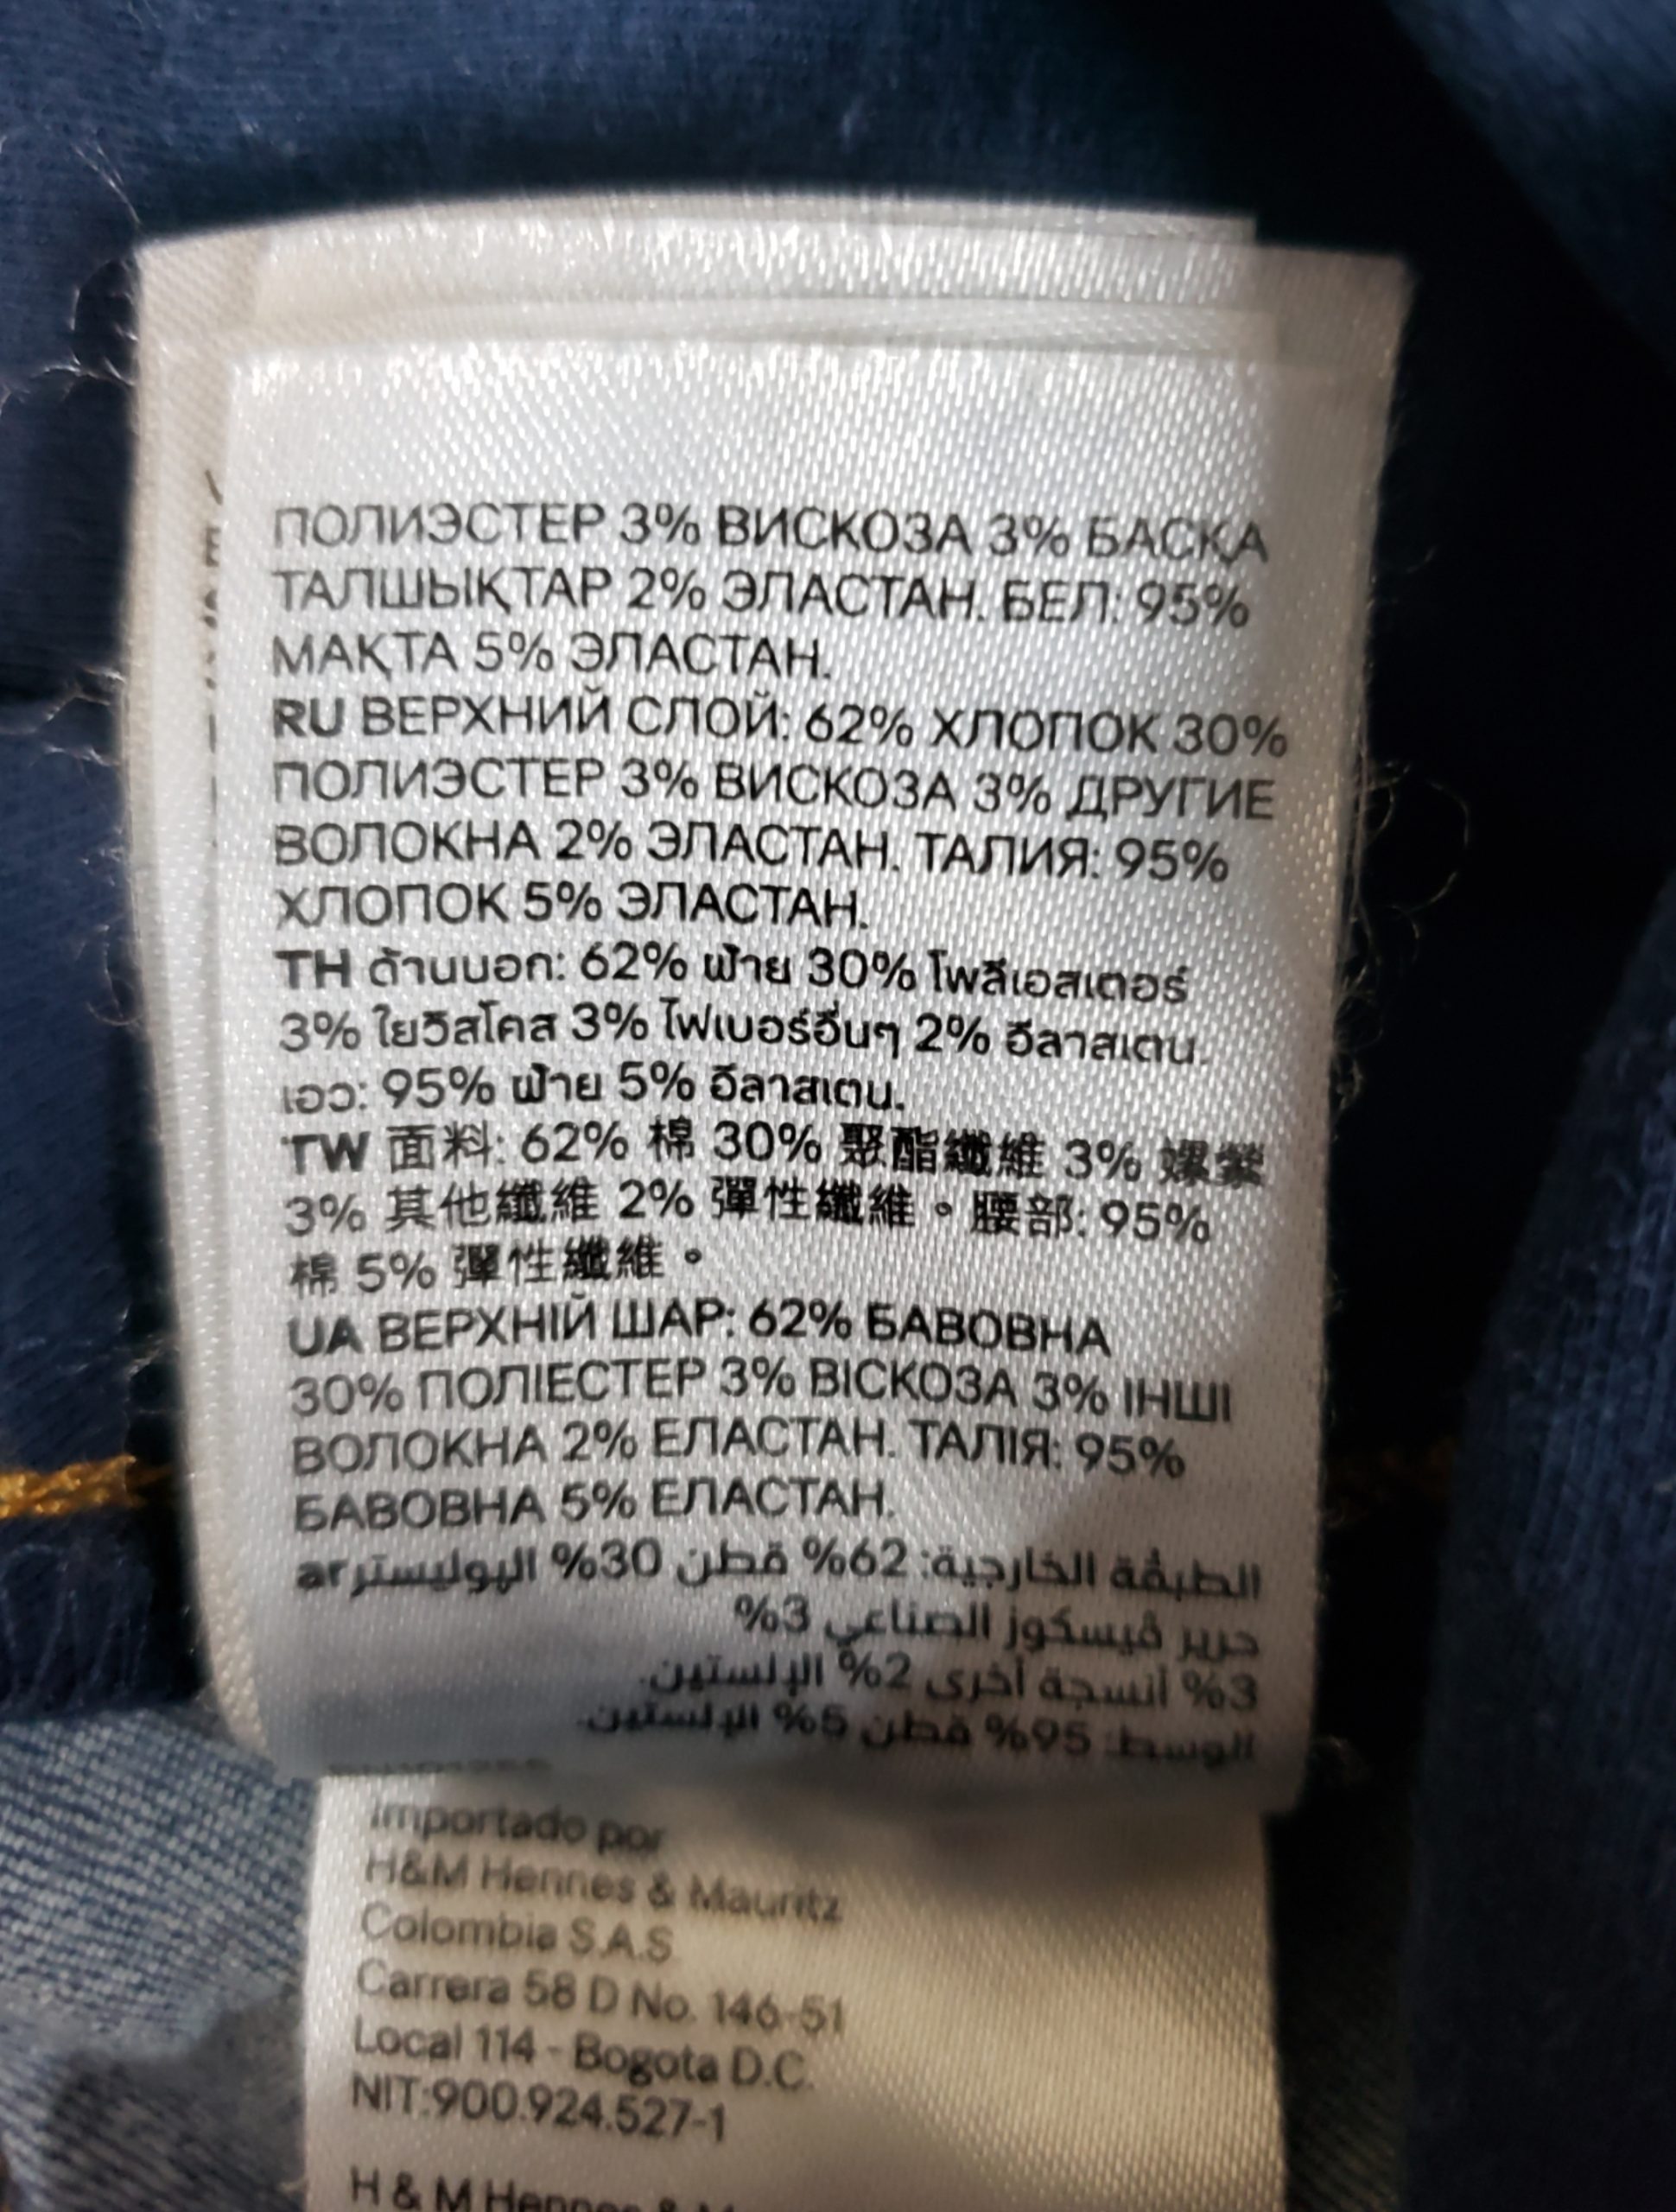 ПОЛИЭСТЕР 3% ВИСКОЗА 3% БАСҚА
ТАЛШЫҚТАР 2% ЭЛАСТАН. БЕЛ: 95%
МАҚТА 5% ЭЛАСТАН.
RU ВЕРХНИЙ СЛОЙ: 62% ХЛОПОК 30%
ПОЛИЭСТЕР 3% ВИСКОЗА 3% ДРУГИЕ
ВОЛОКНА 2% ЭЛАСТАН. ТАЛИЯ: 95%
ХЛОПОК 5% ЭЛАСТАН.
TH ด้านนอก: 62% ฝ้าย 30% โพลีเอสเตอร์
3% ใยวิสโคส 3% ไฟเบอร์อื่นๆ 2% อีลาสเตน.
เอว: 95% ฝ้าย 5% อีลาสเตน.
TW 面料: 62% 棉 30% 聚酯纖維 3% 嫘縈
3% 其他纖維 2% 彈性纖維。腰部: 95%
棉 5% 彈性纖維。
UA ВЕРХНІЙ ШАР: 62% БАВОВНА
30% ПОЛІЕСТЕР 3% ВІСКОЗА 3% ІНШІ
ВОЛОКНА 2% ЕЛАСТАН. ТАЛІЯ: 95%
БАВОВНА 5% ЕЛАСТАН.
الطبقة الخارجية: 62% قطن 30% البوليستر ar
حرير فيسكوز الصناعي 3%
3% أنسجة أخرى 2% الإلستين.
الوسط: 95% قطن 5% الإلستين.
Importado por
H&M Hennes & Mauritz
Colombia S.A.S
Carrera 58 D No. 146-51
Local 114 - Bogota D.C.
NIT:900.924.527-1
H & M Hennes &